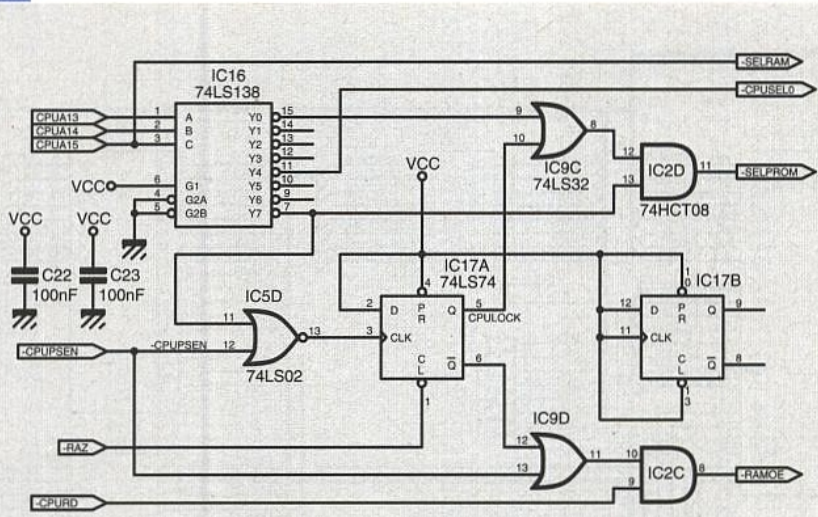 -SELRAM
IC16
74LS138
-CPUSEL0
CPUA13 1 A Y0 15 9
CPUA14 2 B Y1 14
CPUA15 3 C Y2 13
Y3 12
Y4 11
VCC 6 G1 Y5 10
4 G2A Y6 9
5 G2B Y7 7
10 8
IC9C
74LS32
12
13
IC2D
11
-SELPROM
74HCT08
VCC
VCC
VCC
C22
100nF
C23
100nF
IC17A
74LS74
IC17B
IC5D
11
12
13
74LS02
-CPUPSEN
-CPUPSEN
4
2 D PR Q 5
CPULOCK
3 CLK
CL Q 6
1
1
0
12 D PR Q 9
11 CLK
CL Q 8
1
3
-RAZ
IC9D
12
13
11 10
9
IC2C
8
-RAMOE
-CPURD